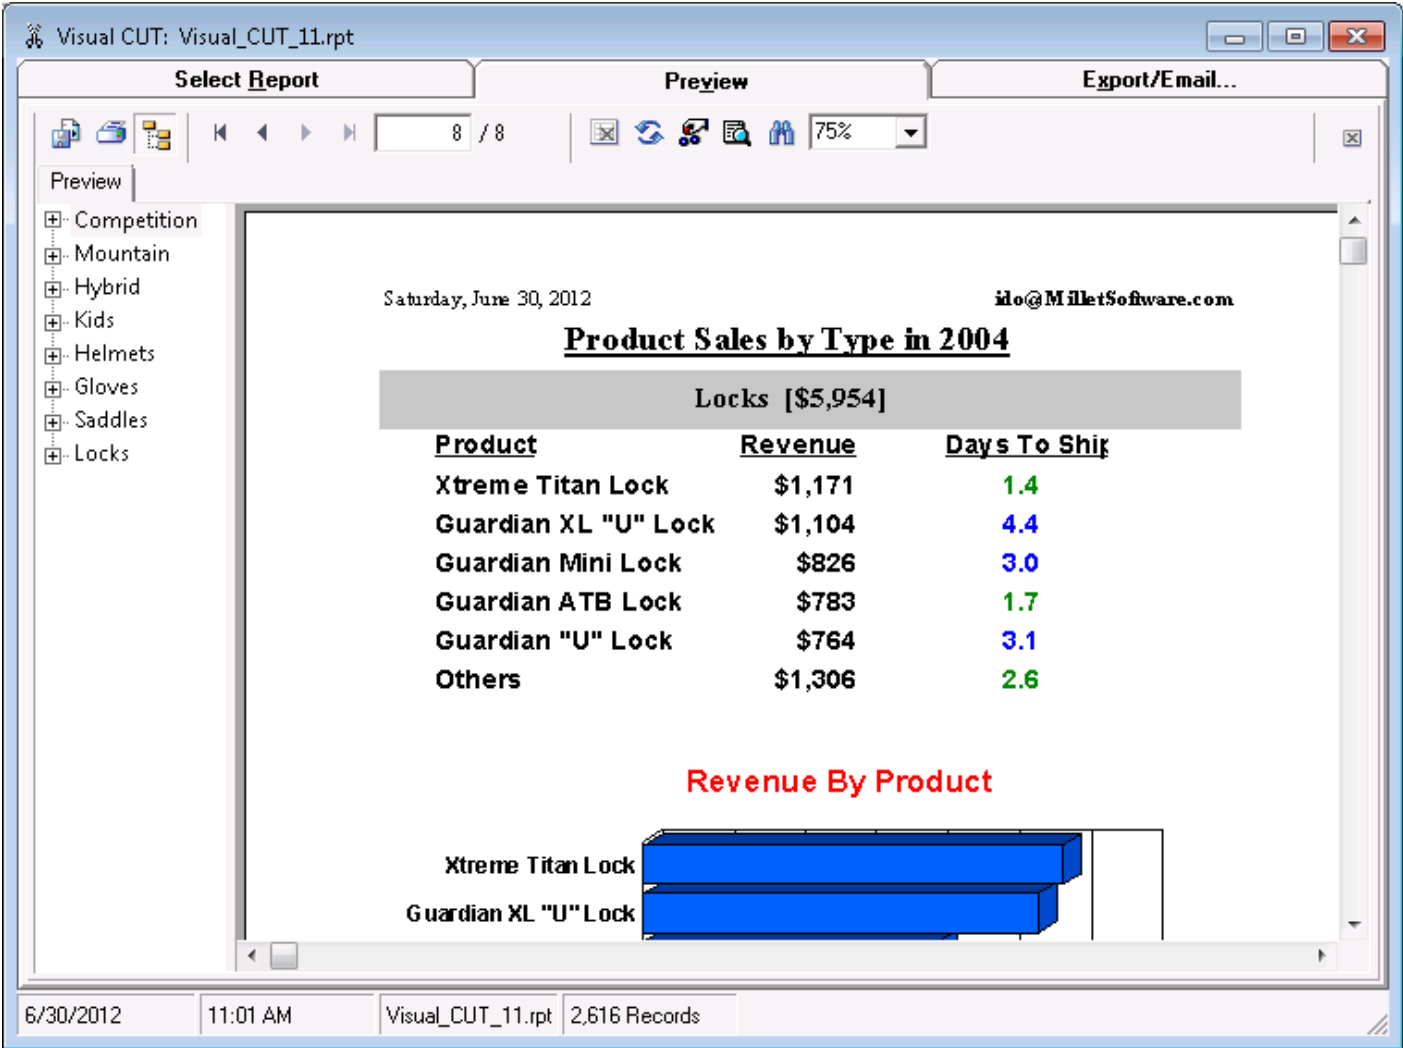 Visual CUT: Visual_CUT_11.rpt
Select Report Preview Export/Email...
8 / 8 75%
Preview
Competition
Mountain
Hybrid
Kids
Helmets
Gloves
Saddles
Locks
Saturday, June 30, 2012 ido@MilletSoftware.com
Product Sales by Type in 2004
Locks [$5,954]
Product Revenue Days To Ship
Xtreme Titan Lock $1,171 1.4
Guardian XL "U" Lock $1,104 4.4
Guardian Mini Lock $826 3.0
Guardian ATB Lock $783 1.7
Guardian "U" Lock $764 3.1
Others $1,306 2.6
Revenue By Product
Xtreme Titan Lock
Guardian XL "U" Lock
6/30/2012 11:01 AM Visual_CUT_11.rpt 2,616 Records